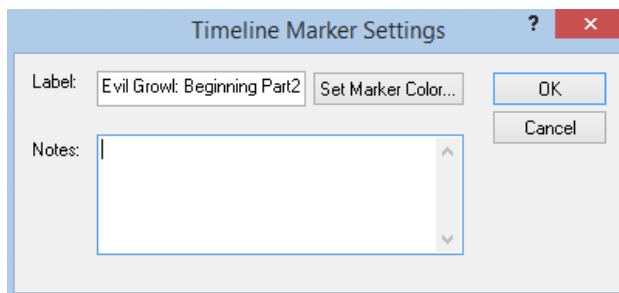 Timeline Marker Settings ?
Label: Evil Growl: Beginning Part2 Set Marker Color... OK
Cancel
Notes: